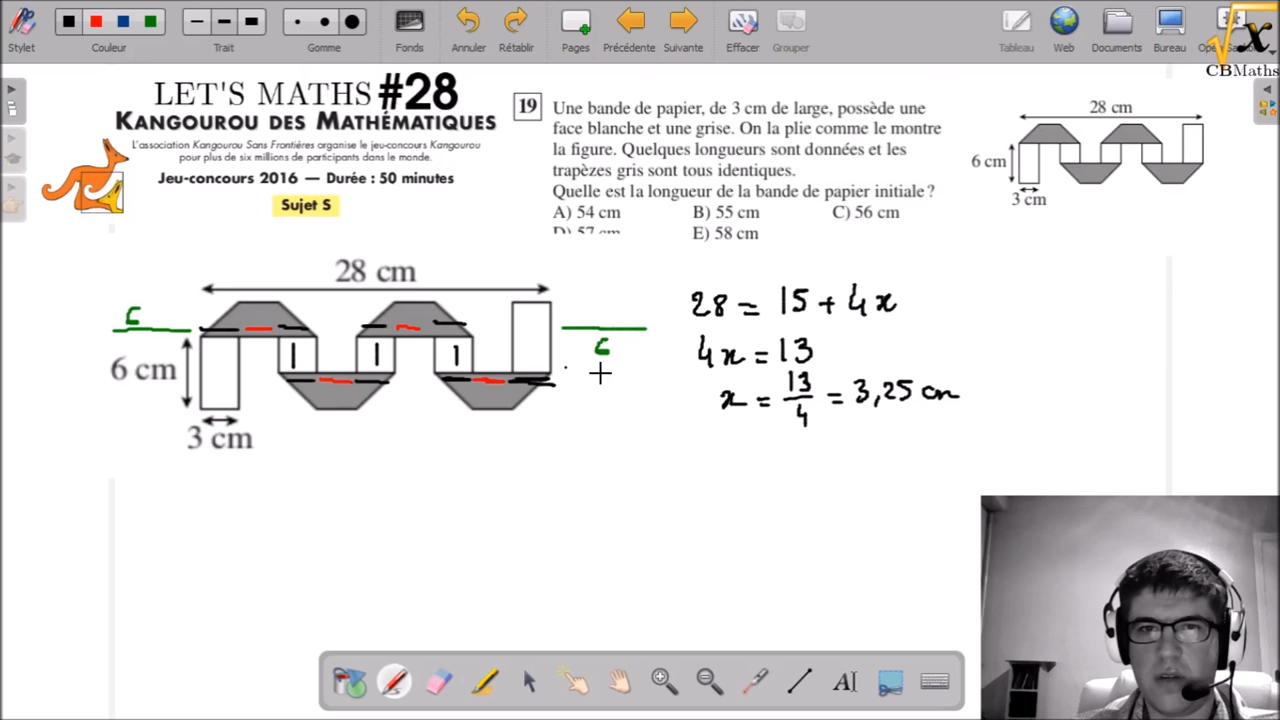 Stylet
Couleur
Trait
Gomme
Fonds
Annuler
Rétablir
Pages
Précédente
Suivante
Effacer
Grouper
Tableau
Web
Documents
Bureau
x
CBMaths
LET'S MATHS #28
KANGOUROU DES MATHÉMATIQUES
L'association Kangourou Sans Frontières organise le jeu-concours Kangourou
pour plus de six millions de participants dans le monde.
Jeu-concours 2016 — Durée : 50 minutes
Sujet S
19
Une bande de papier, de 3 cm de large, possède une
face blanche et une grise. On la plie comme le montre
la figure. Quelques longueurs sont données et les
trapèzes gris sont tous identiques.
Quelle est la longueur de la bande de papier initiale ?
A) 54 cm B) 55 cm C) 56 cm
D) 57 cm E) 58 cm
28 cm
6 cm
3 cm
28 cm
6
6 cm
3 cm
1 1 1
6
28 = 15 + 4x
4x = 13
x = 13/4 = 3,25 cm
AI